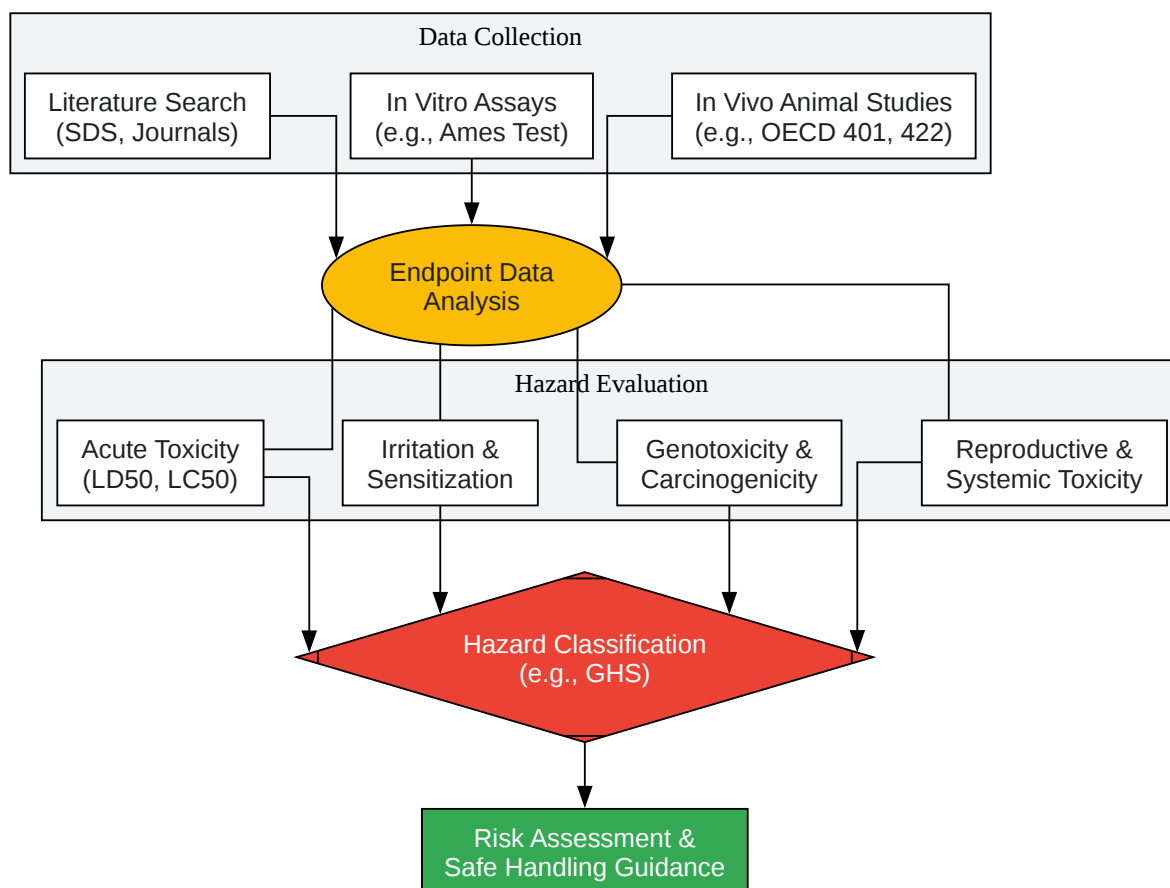 Data Collection
Literature Search
(SDS, Journals)
In Vitro Assays
(e.g., Ames Test)
In Vivo Animal Studies
(e.g., OECD 401, 422)
Endpoint Data
Analysis
Hazard Evaluation
Acute Toxicity
(LD50, LC50)
Irritation &
Sensitization
Genotoxicity &
Carcinogenicity
Reproductive &
Systemic Toxicity
Hazard Classification
(e.g., GHS)
Risk Assessment &
Safe Handling Guidance